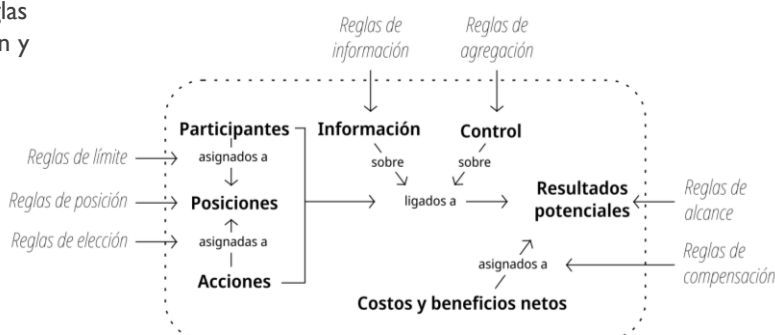 glas
n y
Reglas de
información
Reglas de
agregación
Participantes
Información
Control
Reglas de límite
asignados a
sobre
sobre
Reglas de posición
Posiciones
ligados a
Resultados
potenciales
Reglas de
alcance
Reglas de elección
asignadas a
Acciones
asignados a
Reglas de
compensación
Costos y beneficios netos